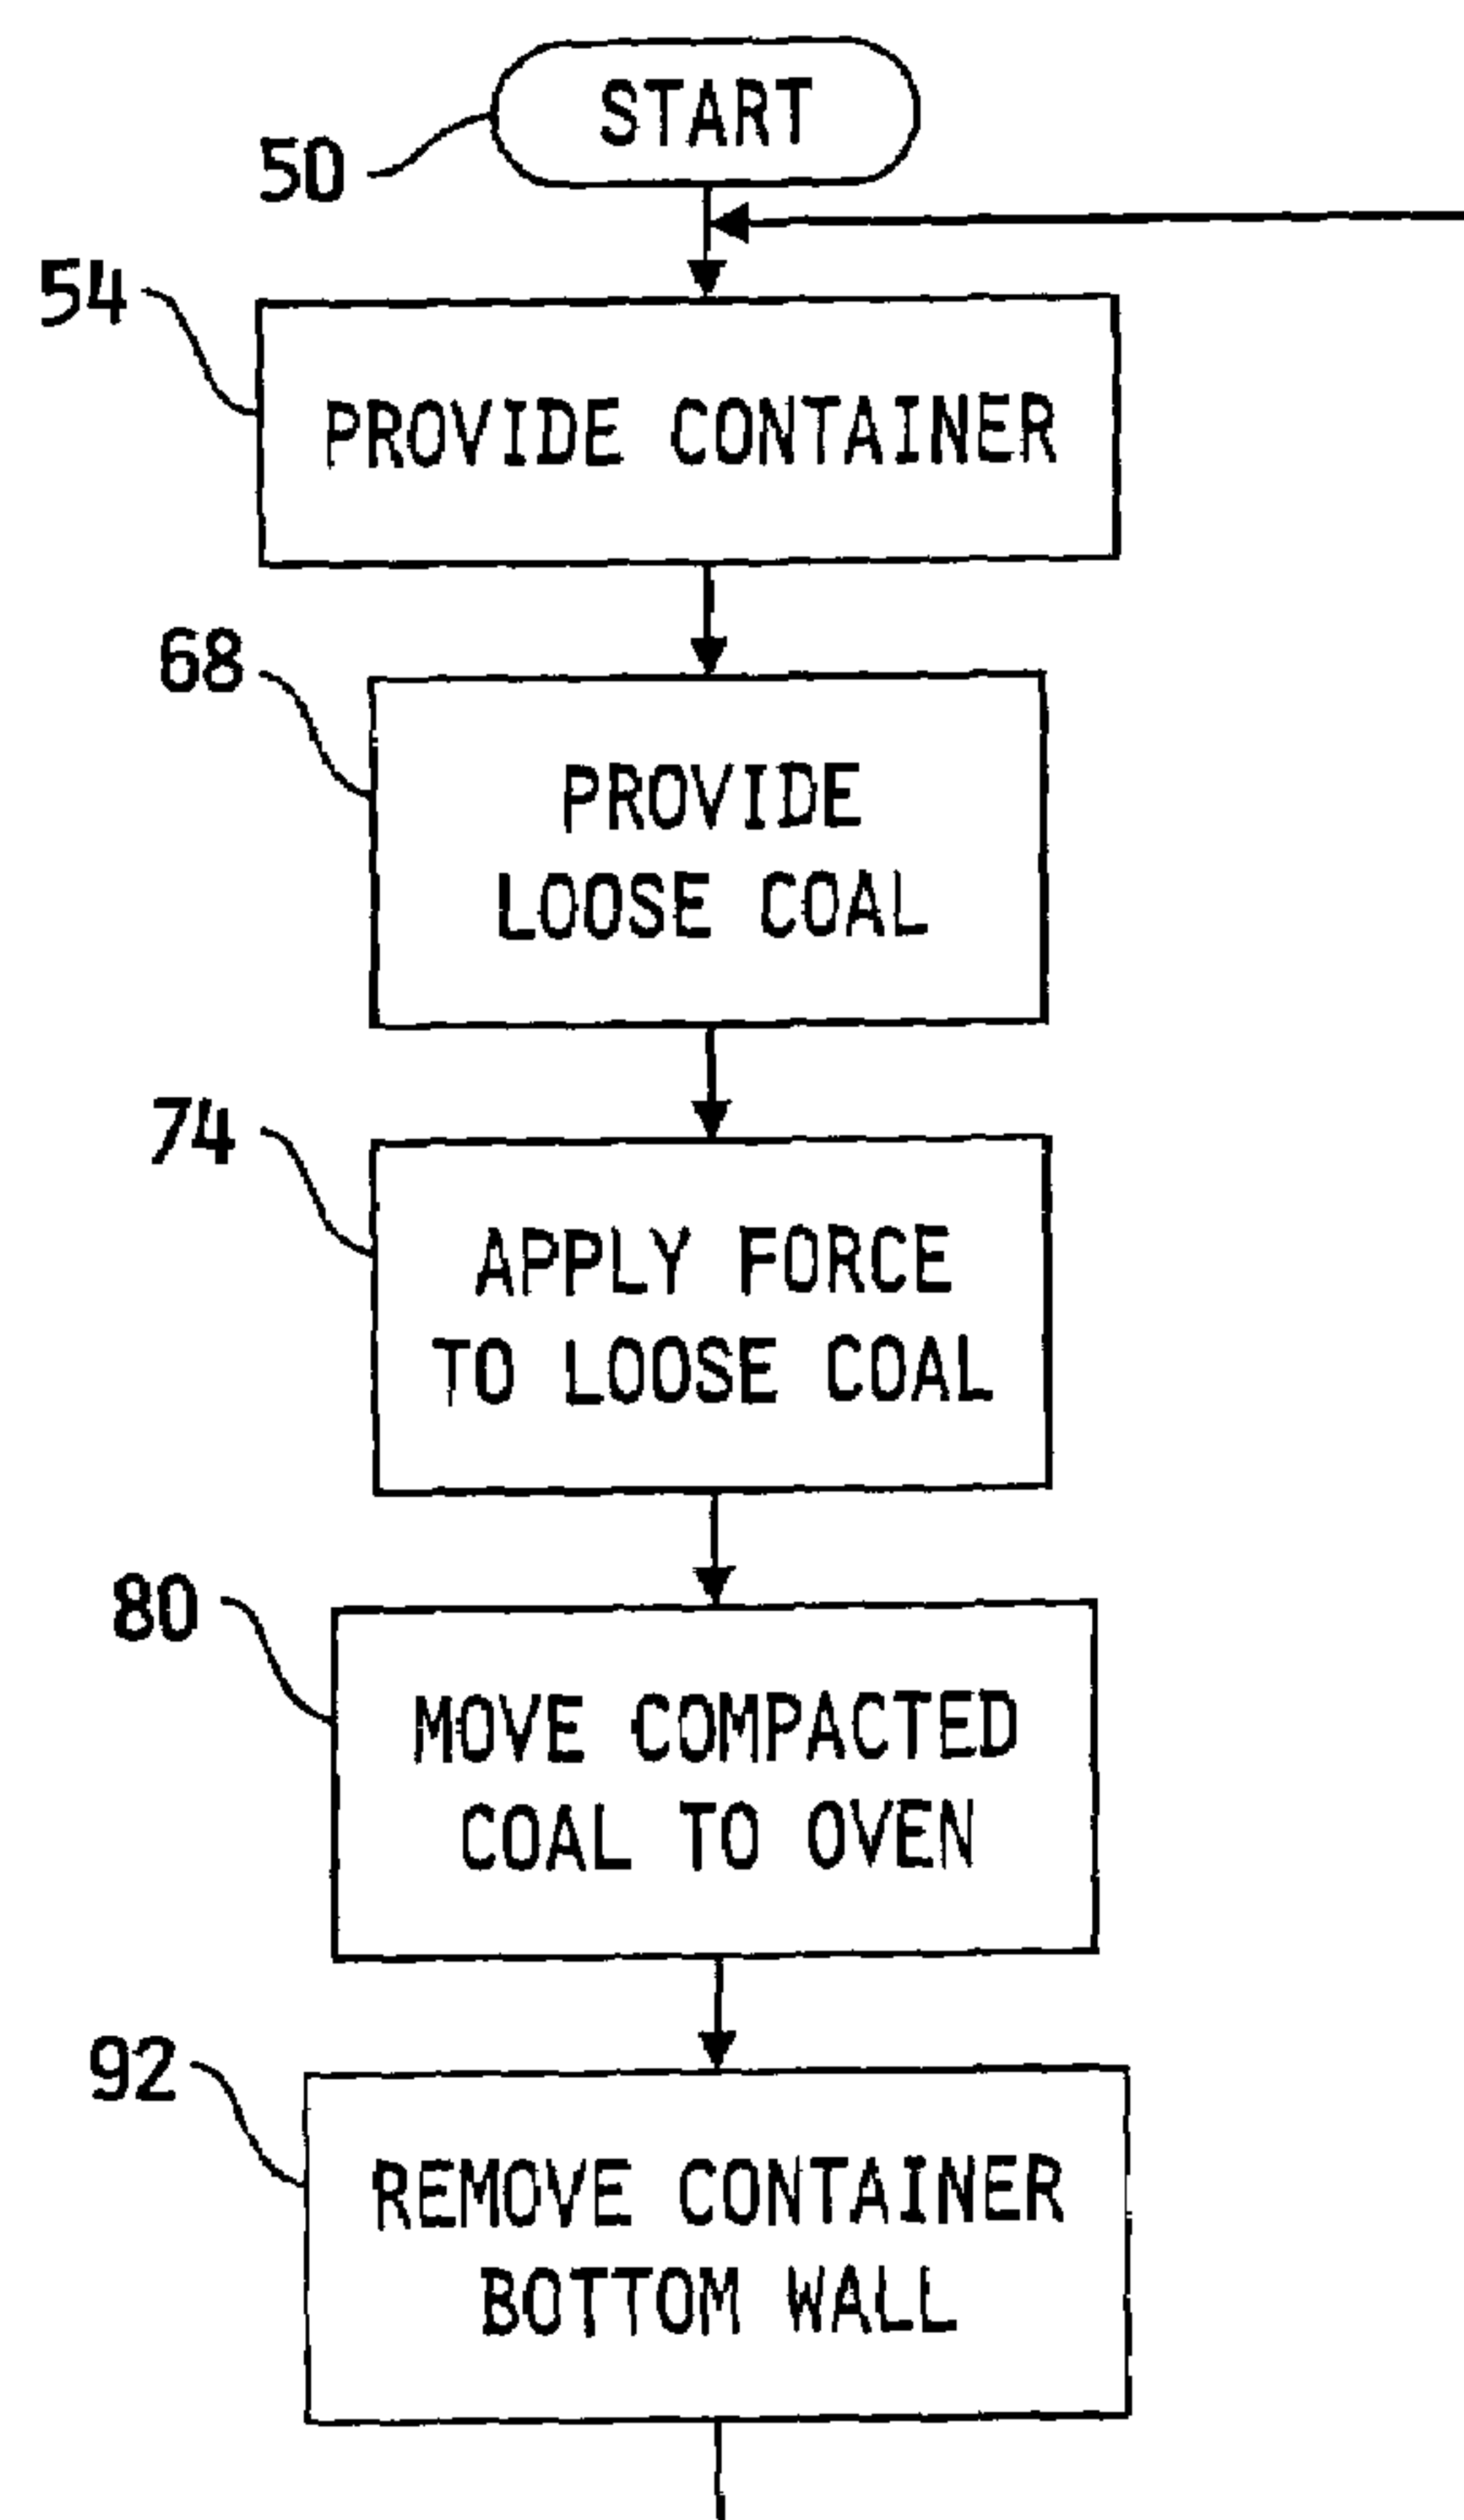 START
50
54
PROVIDE CONTAINER
68
PROVIDE
LOOSE COAL
74
APPLY FORCE
TO LOOSE COAL
80
MOVE COMPACTED
COAL TO OVEN
92
REMOVE CONTAINER
BOTTOM WALL